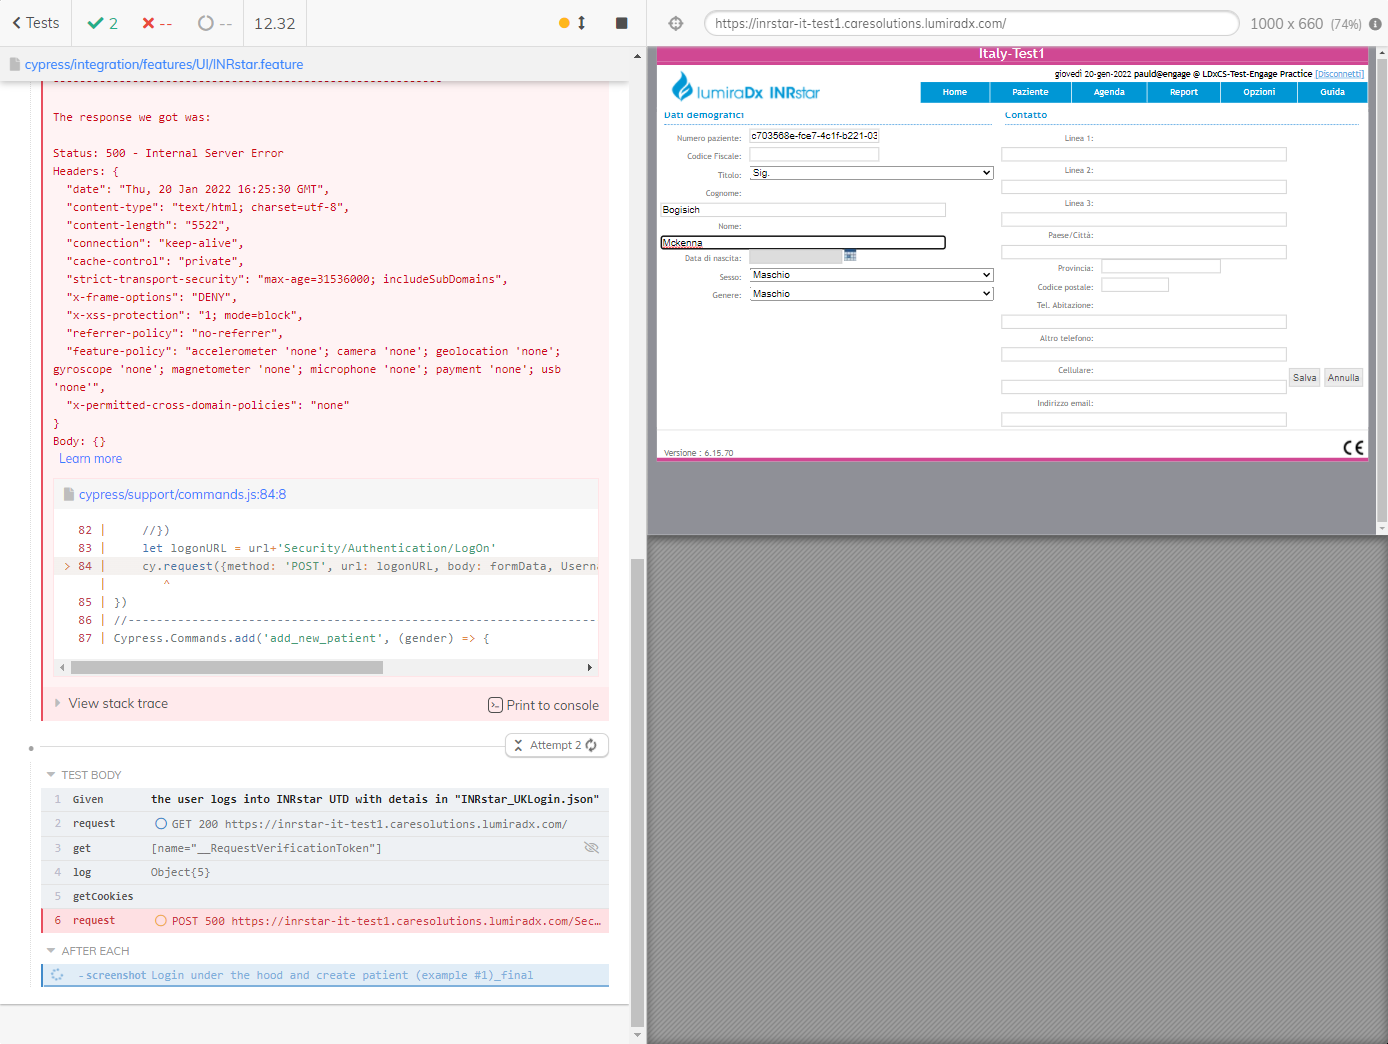 Tests
2
--
--
12.32
https://inrstar-it-test1.caresolutions.lumiradx.com/
1000 x 660 (74%)
cypress/integration/features/UI/INRstar.feature
The response we got was:
Status: 500 - Internal Server Error
Headers: {
"date": "Thu, 20 Jan 2022 16:25:30 GMT",
"content-type": "text/html; charset=utf-8",
"content-length": "5522",
"connection": "keep-alive",
"cache-control": "private",
"strict-transport-security": "max-age=31536000; includeSubDomains",
"x-frame-options": "DENY",
"x-xss-protection": "1; mode=block",
"referrer-policy": "no-referrer",
"feature-policy": "accelerometer 'none'; camera 'none'; geolocation 'none';
gyroscope 'none'; magnetometer 'none'; microphone 'none'; payment 'none'; usb
'none'",
"x-permitted-cross-domain-policies": "none"
}
Body: {}
Learn more
cypress/support/commands.js:84:8
82 | //})
83 | let logonURL = url+'Security/Authentication/LogOn'
> 84 | cy.request({method: 'POST', url: logonURL, body: formData, Userna
| ^
85 | })
86 | //--------------------------------------------------------------------------
87 | Cypress.Commands.add('add_new_patient', (gender) => {
View stack trace
Print to console
Attempt 2
TEST BODY
1 Given the user logs into INRstar UTD with detais in "INRstar_UKLogin.json"
2 request GET 200 https://inrstar-it-test1.caresolutions.lumiradx.com/
3 get [name="__RequestVerificationToken"]
4 log Object{5}
5 getCookies
6 request POST 500 https://inrstar-it-test1.caresolutions.lumiradx.com/Sec…
AFTER EACH
-screenshot Login under the hood and create patient (example #1)_final
Italy-Test1
giovedì 20-gen-2022 pauld@engage @ LDxCS-Test-Engage Practice [Disconnetti]
lumiraDx INRstar
Home Paziente Agenda Report Opzioni Guida
Dati demografici
Numero paziente: c703568e-fce7-4c1f-b221-03
Codice Fiscale:
Titolo: Sig.
Cognome:
Bogisich
Nome:
Mckenna
Data di nascita:
Sesso: Maschio
Genere: Maschio
Contatto
Linea 1:
Linea 2:
Linea 3:
Paese/Città:
Provincia:
Codice postale:
Tel. Abitazione:
Altro telefono:
Cellulare:
Salva Annulla
Indirizzo email:
Versione : 6.15.70
CE